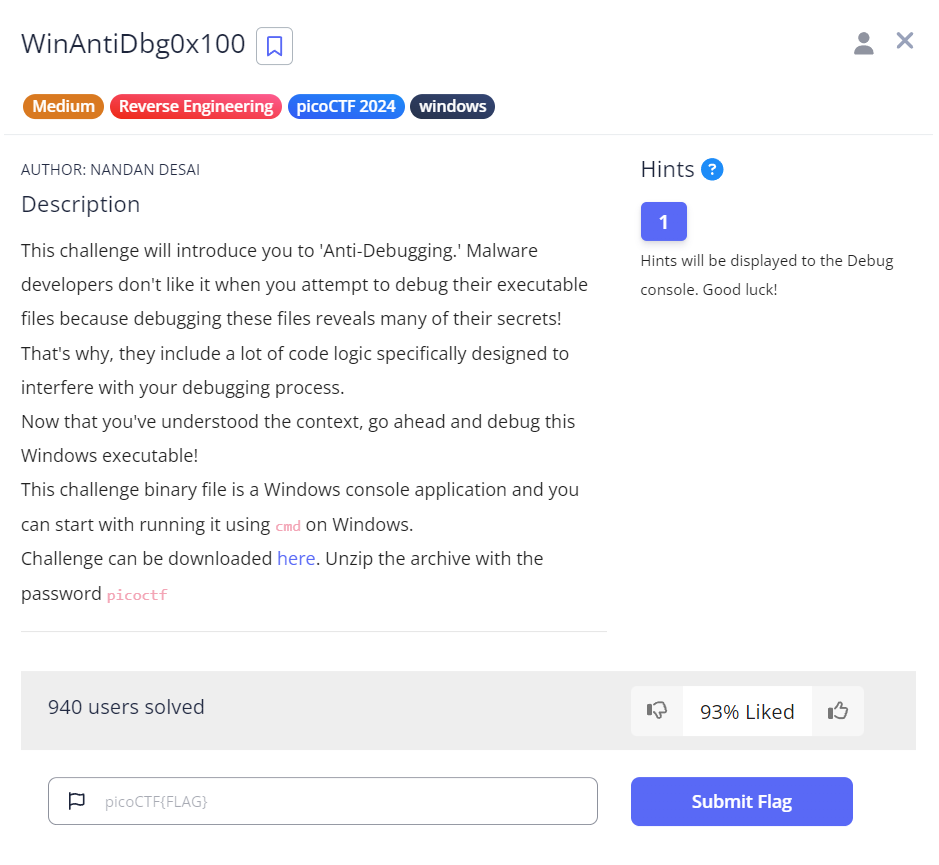 WinAntiDbg0x100
Medium Reverse Engineering picoCTF 2024 windows
AUTHOR: NANDAN DESAI
Description
This challenge will introduce you to 'Anti-Debugging.' Malware
developers don't like it when you attempt to debug their executable
files because debugging these files reveals many of their secrets!
That's why, they include a lot of code logic specifically designed to
interfere with your debugging process.
Now that you've understood the context, go ahead and debug this
Windows executable!
This challenge binary file is a Windows console application and you
can start with running it using cmd on Windows.
Challenge can be downloaded here. Unzip the archive with the
password picoctf
Hints ?
1
Hints will be displayed to the Debug
console. Good luck!
940 users solved
93% Liked
picoCTF{FLAG}
Submit Flag